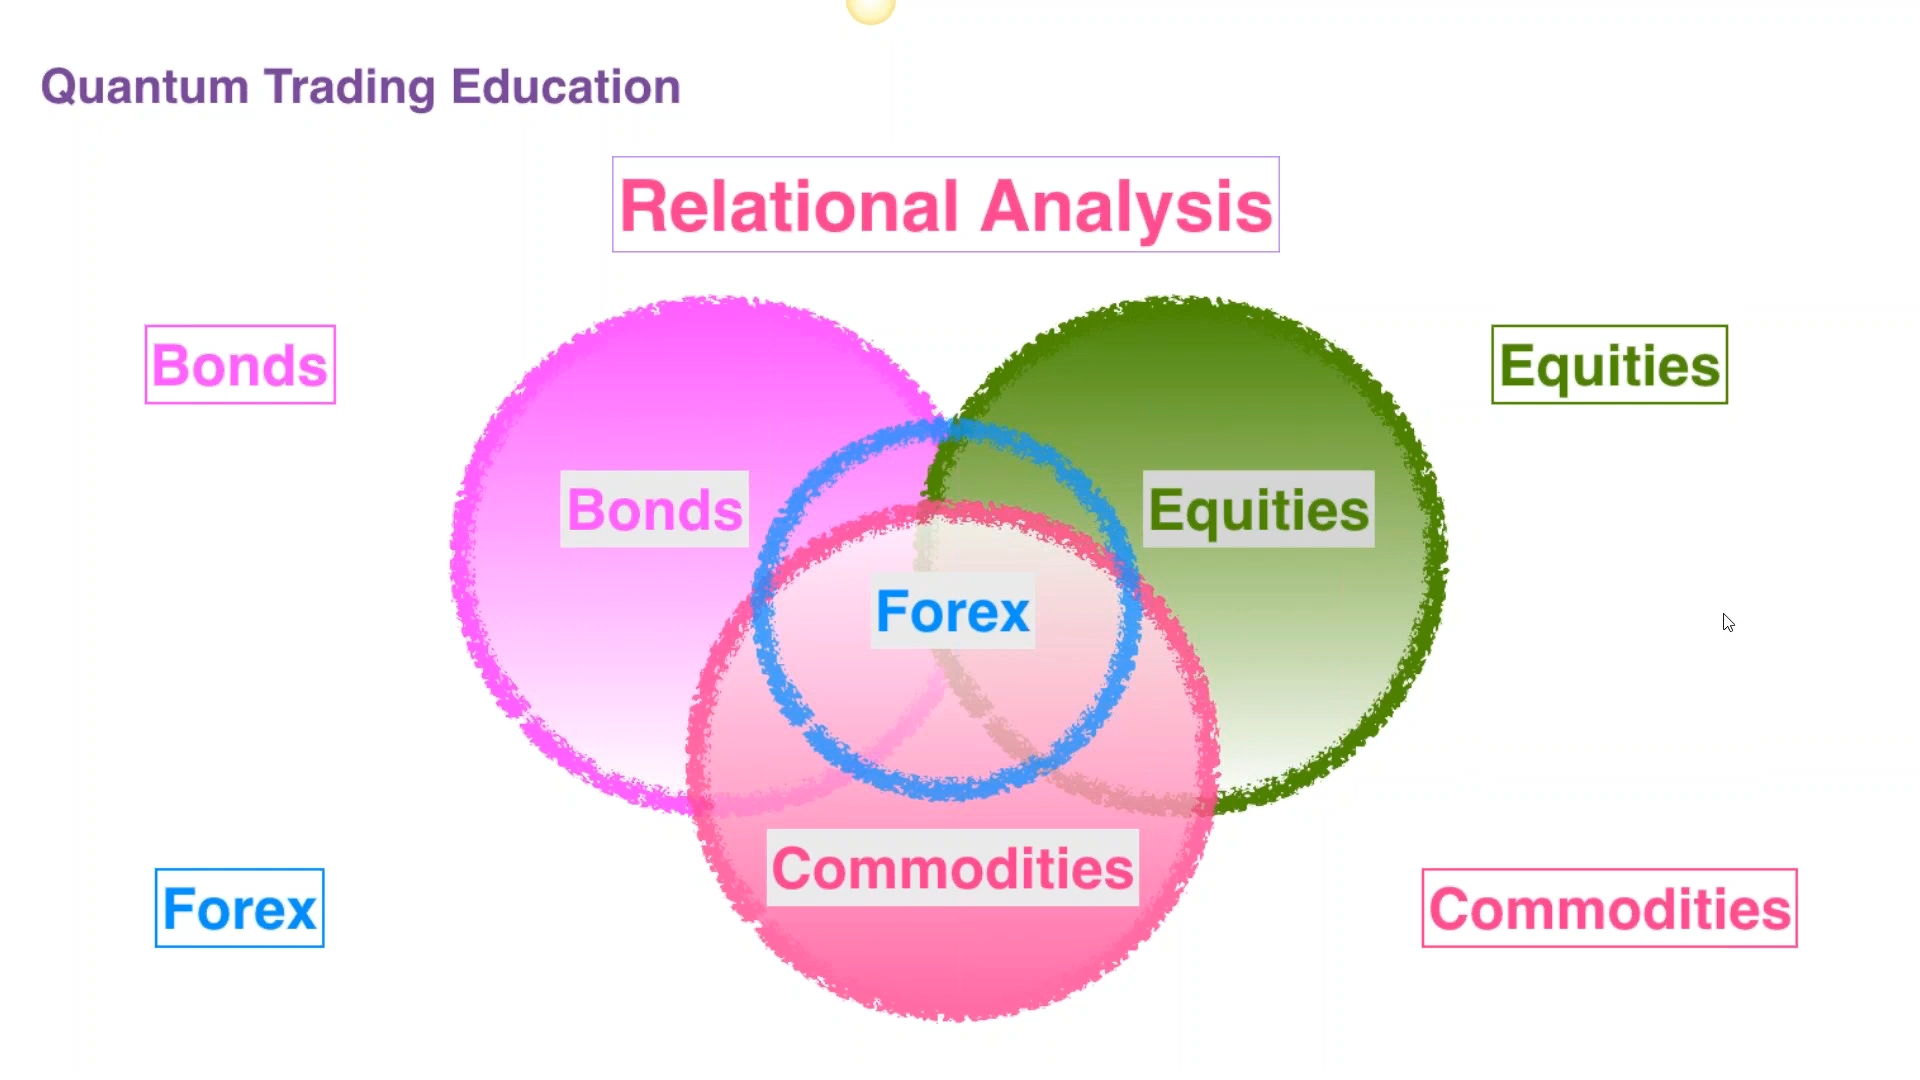 Quantum Trading Education
Relational Analysis
Bonds
Equities
Bonds
Equities
Forex
Commodities
Forex
Commodities